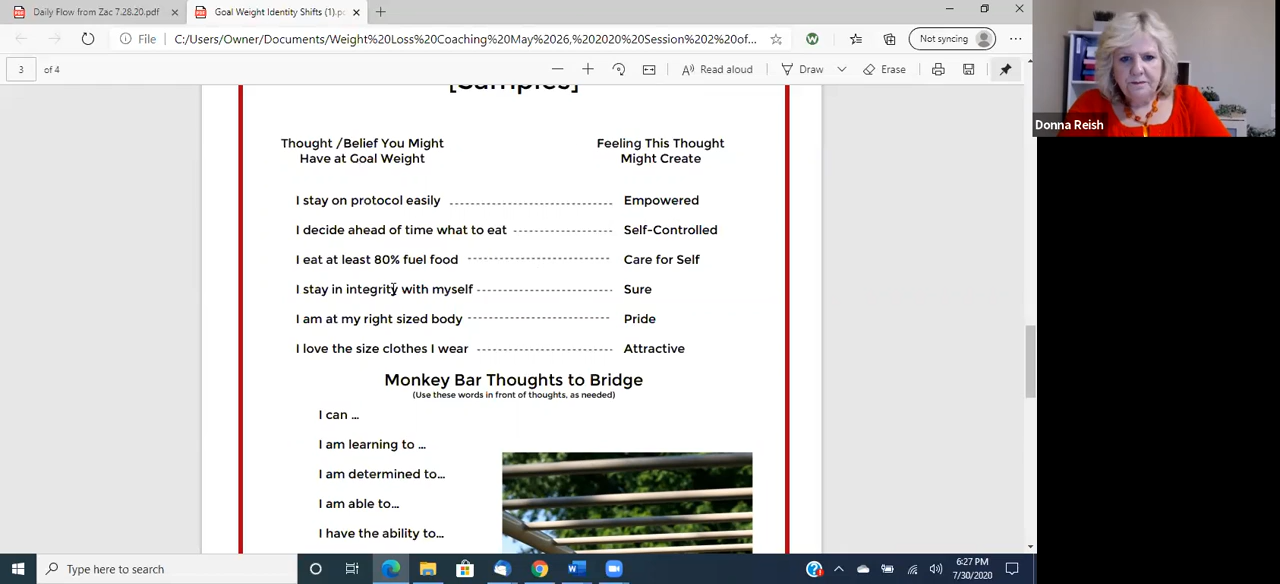 Daily Flow from Zac 7.28.20.pdf
Goal Weight Identity Shifts (1).pc
File
C:/Users/Owner/Documents/Weight%20Loss%20Coaching%20May%2026,%202020%20Session%202%20of...
Not syncing
3 of 4
Read aloud
Draw
Erase
[Samples]
Thought /Belief You Might
Have at Goal Weight
Feeling This Thought
Might Create
I stay on protocol easily Empowered
I decide ahead of time what to eat Self-Controlled
I eat at least 80% fuel food Care for Self
I stay in integrity with myself Sure
I am at my right sized body Pride
I love the size clothes I wear Attractive
Monkey Bar Thoughts to Bridge
(Use these words in front of thoughts, as needed)
I can ...
I am learning to ...
I am determined to...
I am able to...
I have the ability to...
Donna Reish
Type here to search
6:27 PM
7/30/2020